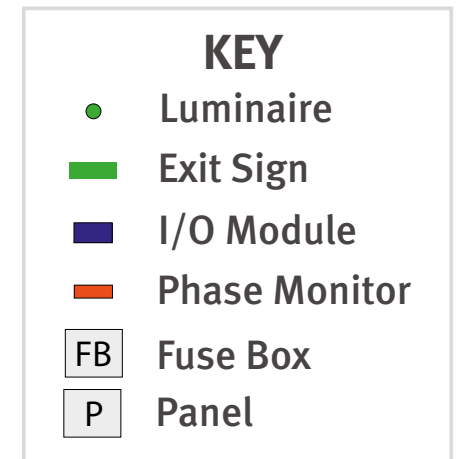 KEY
Luminaire
Exit Sign
I/O Module
Phase Monitor
FB Fuse Box
P Panel